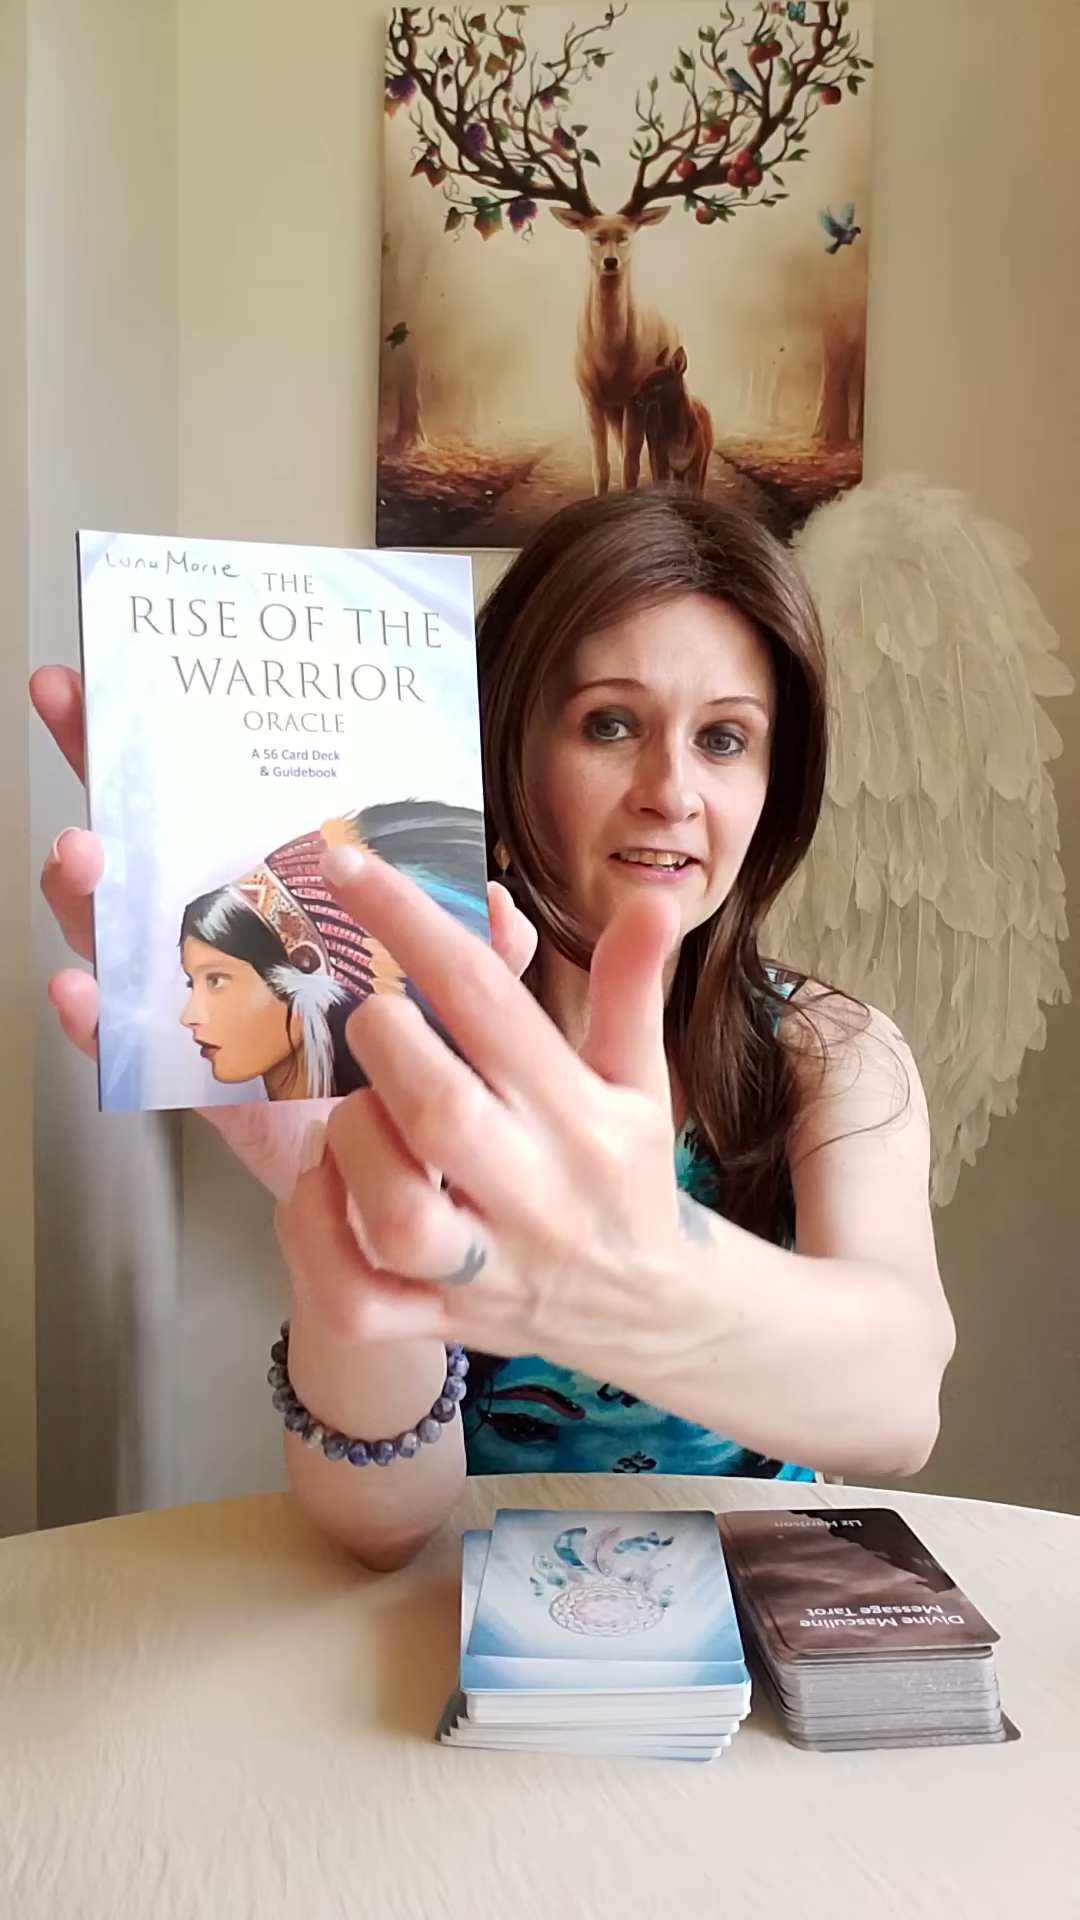 Luna Marie
THE
RISE OF THE
WARRIOR
ORACLE
A 56 Card Deck
& Guidebook
Divine Masculine
Message Tarot
Liz Harrison